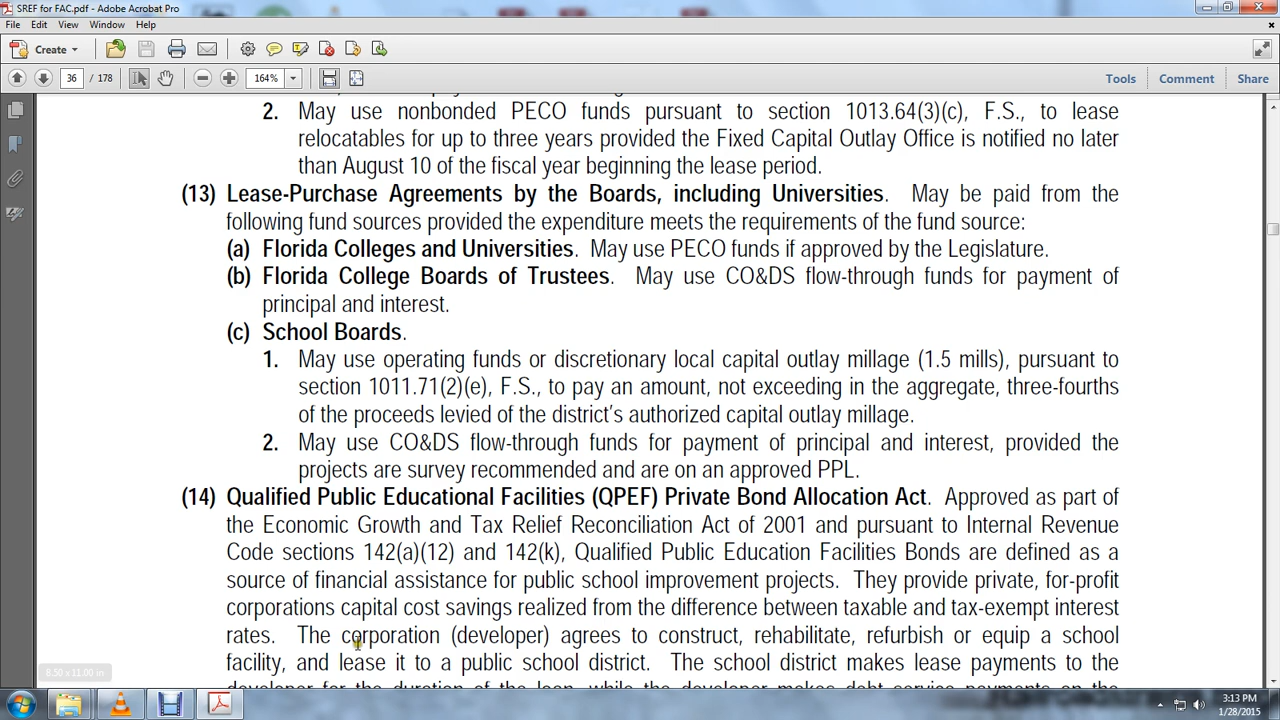 SREF for FAC.pdf - Adobe Acrobat Pro
File Edit View Window Help
Create
36 / 178 164% Tools Comment Share
2. May use nonbonded PECO funds pursuant to section 1013.64(3)(c), F.S., to lease
relocatables for up to three years provided the Fixed Capital Outlay Office is notified no later
than August 10 of the fiscal year beginning the lease period.
(13) Lease-Purchase Agreements by the Boards, including Universities. May be paid from the
following fund sources provided the expenditure meets the requirements of the fund source:
(a) Florida Colleges and Universities. May use PECO funds if approved by the Legislature.
(b) Florida College Boards of Trustees. May use CO&DS flow-through funds for payment of
principal and interest.
(c) School Boards.
1. May use operating funds or discretionary local capital outlay millage (1.5 mills), pursuant to
section 1011.71(2)(e), F.S., to pay an amount, not exceeding in the aggregate, three-fourths
of the proceeds levied of the district's authorized capital outlay millage.
2. May use CO&DS flow-through funds for payment of principal and interest, provided the
projects are survey recommended and are on an approved PPL.
(14) Qualified Public Educational Facilities (QPEF) Private Bond Allocation Act. Approved as part of
the Economic Growth and Tax Relief Reconciliation Act of 2001 and pursuant to Internal Revenue
Code sections 142(a)(12) and 142(k), Qualified Public Education Facilities Bonds are defined as a
source of financial assistance for public school improvement projects. They provide private, for-profit
corporations capital cost savings realized from the difference between taxable and tax-exempt interest
rates. The corporation (developer) agrees to construct, rehabilitate, refurbish or equip a school
facility, and lease it to a public school district. The school district makes lease payments to the
8.50 x 11.00 in
3:13 PM
1/28/2015